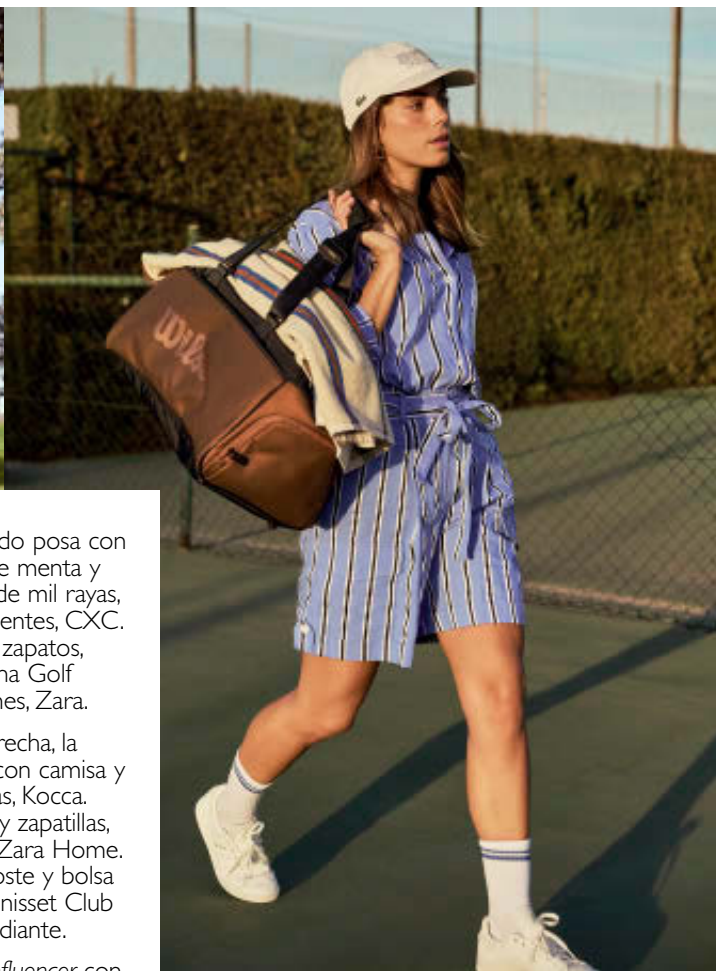 Wils
do posa con
e menta y
de mil rayas,
entes, CXC.
zapatos,
na Golf
nes, Zara.
recha, la
con camisa y
as, Kocca.
y zapatillas,
Zara Home.
oste y bolsa
nisset Club
diante.
fluencer con